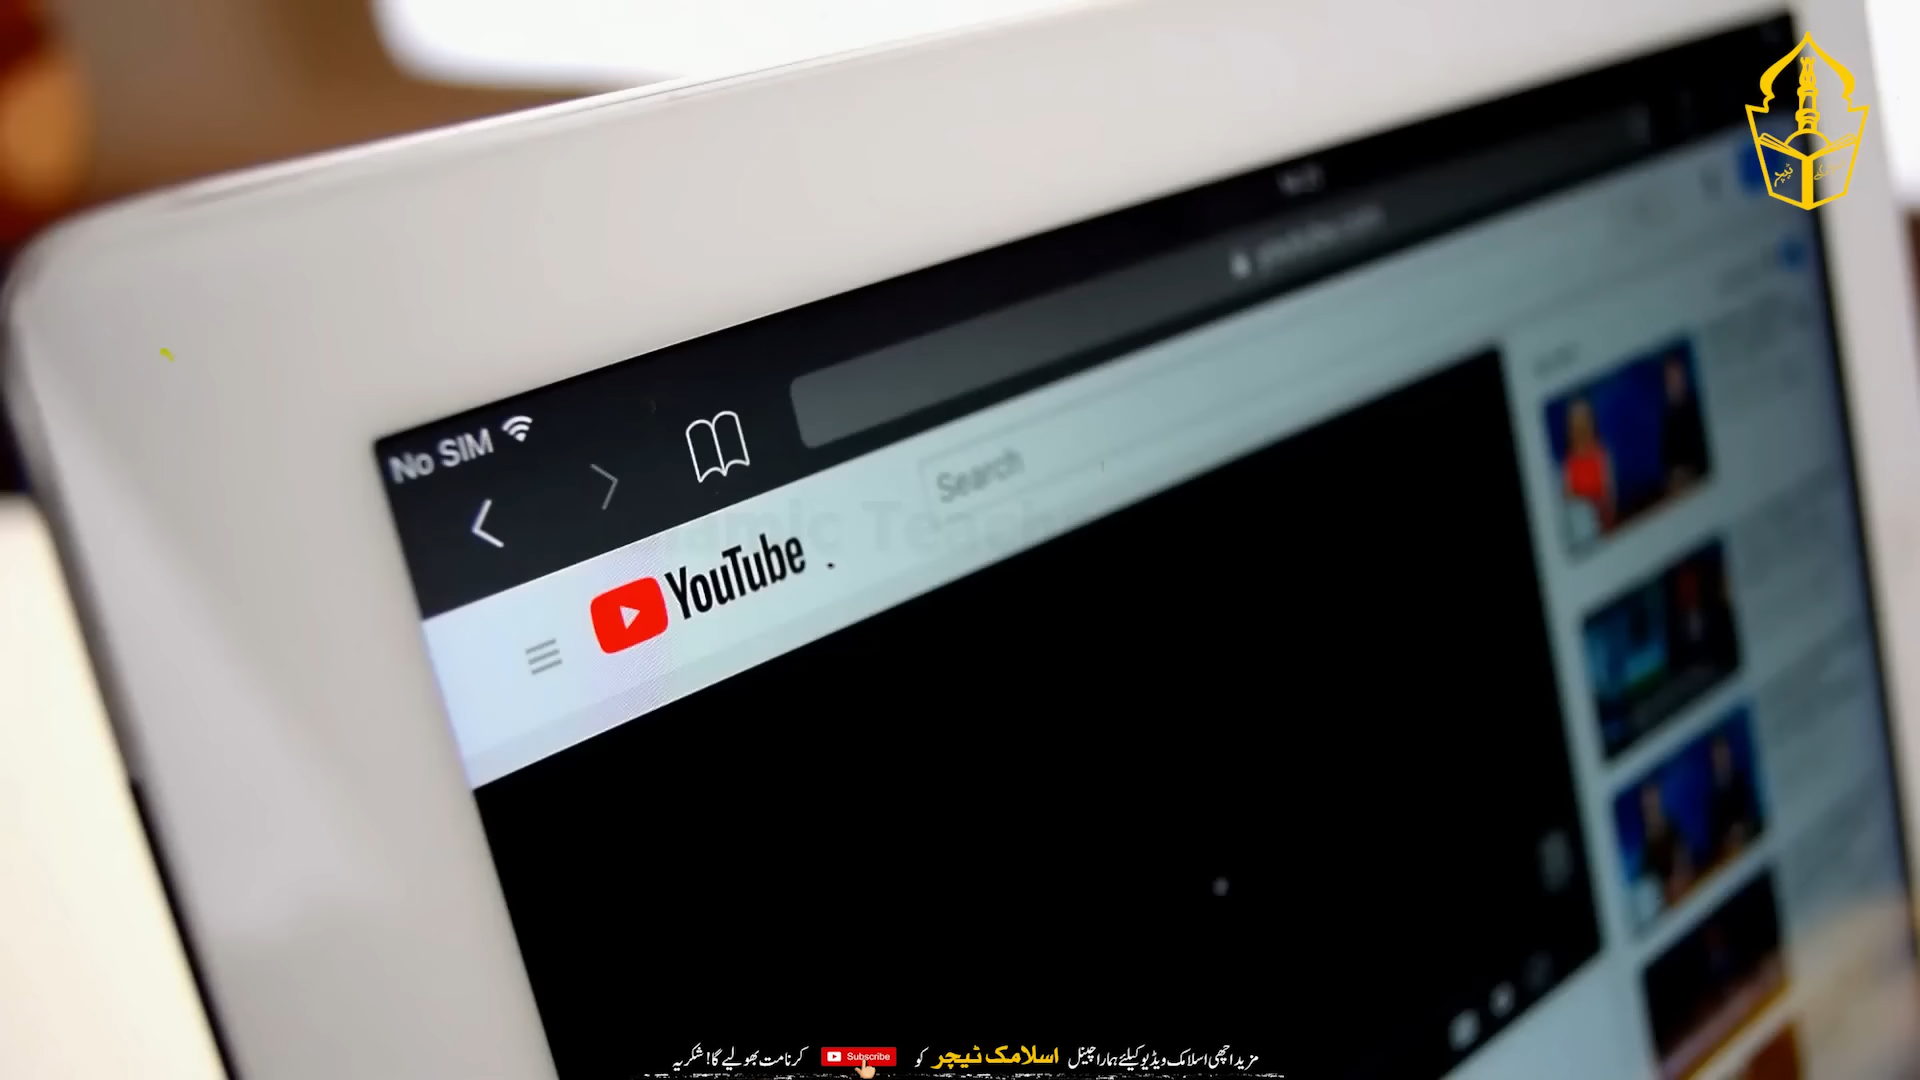 No SIM
Search
YouTube
مزید اچھی اسلامک ویڈیو کیلئے ہمارا چینل اسلامک ٹیچر کو Subscribe کرنا مت بھولیے گا! شکریہ
ٹیچر